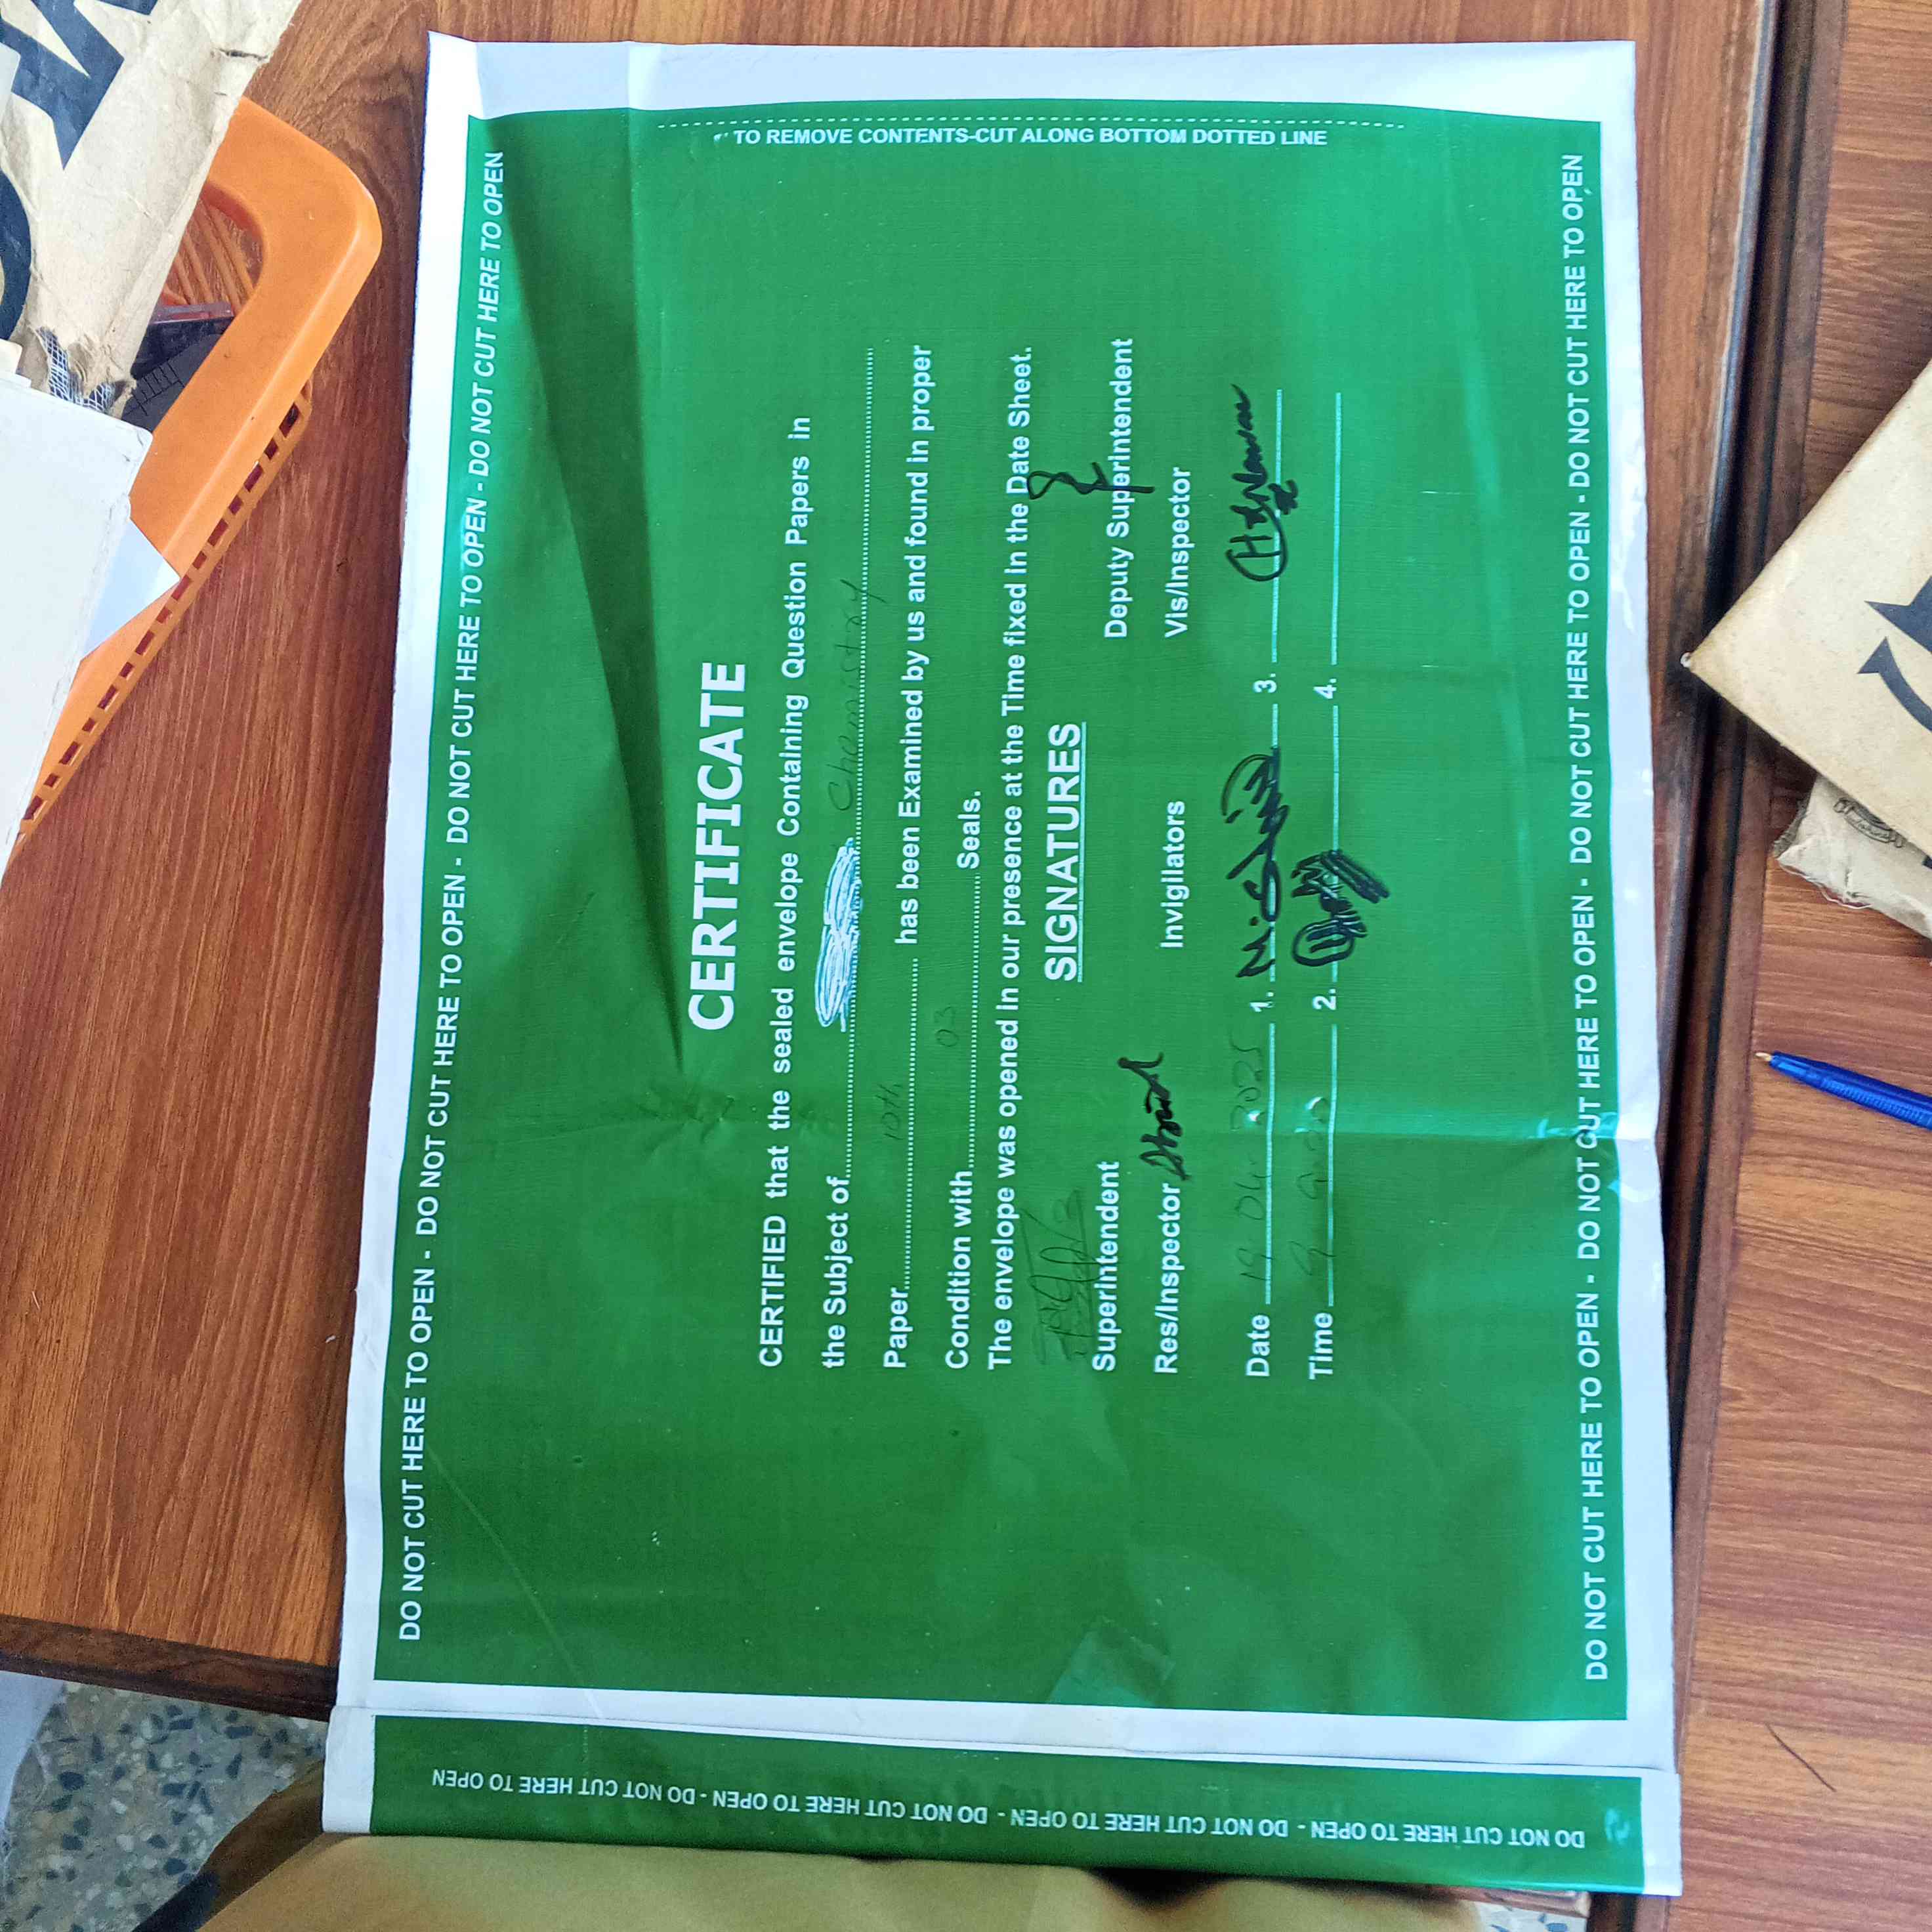 TO REMOVE CONTENTS-CUT ALONG BOTTOM DOTTED LINE
DO NOT CUT HERE TO OPEN - DO NOT CUT HERE TO OPEN - DO NOT CUT HERE TO OPEN - DO NOT CUT HERE TO OPEN
CERTIFICATE
CERTIFIED that the sealed envelope Containing Question Papers in
the Subject of Chemistry
Paper 10th has been Examined by us and found in proper
Condition with 03 Seals.
The envelope was opened in our presence at the Time fixed in the Date Sheet.
SIGNATURES
Superintendent Deputy Superintendent
Res/Inspector Invigilators Vis/Inspector
Date 19-04-2025 1. 3.
Time 2. 4.
DO NOT CUT HERE TO OPEN - DO NOT CUT HERE TO OPEN - DO NOT CUT HERE TO OPEN - DO NOT CUT HERE TO OPEN
DO NOT CUT HERE TO OPEN - DO NOT CUT HERE TO OPEN - DO NOT CUT HERE TO OPEN - DO NOT CUT HERE TO OPEN